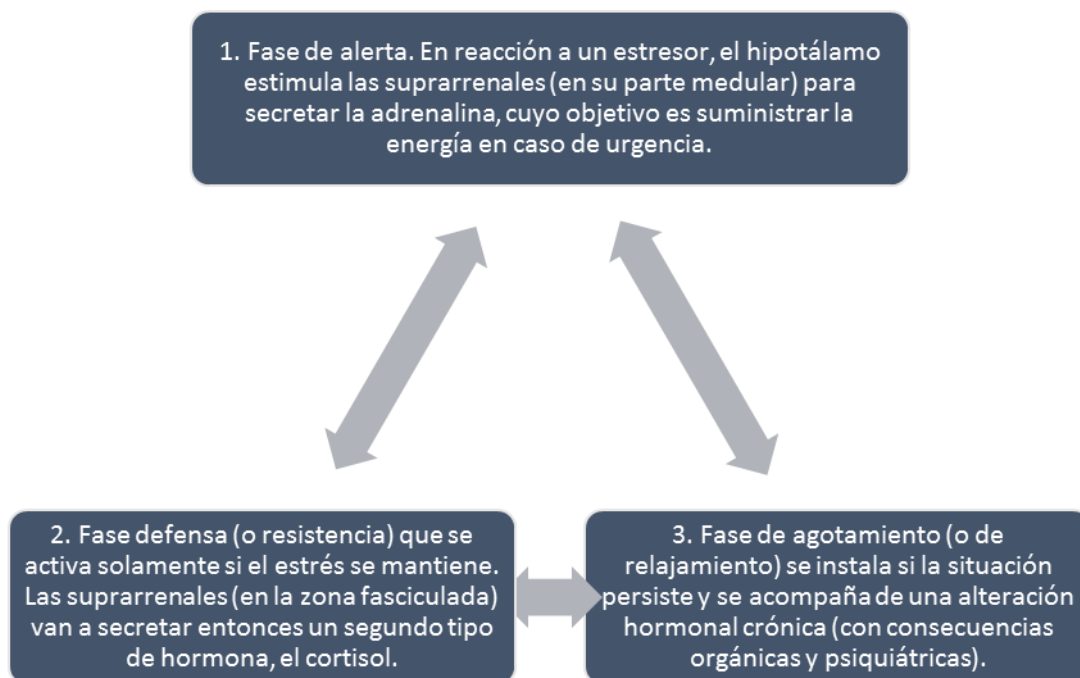 1. Fase de alerta. En reacción a un estresor, el hipotálamo
estimula las suprarrenales (en su parte medular) para
secretar la adrenalina, cuyo objetivo es suministrar la
energía en caso de urgencia.
2. Fase defensa (o resistencia) que se
activa solamente si el estrés se mantiene.
Las suprarrenales (en la zona fasciculada)
van a secretar entonces un segundo tipo
de hormona, el cortisol.
3. Fase de agotamiento (o de
relajamiento) se instala si la situación
persiste y se acompaña de una alteración
hormonal crónica (con consecuencias
orgánicas y psiquiátricas).